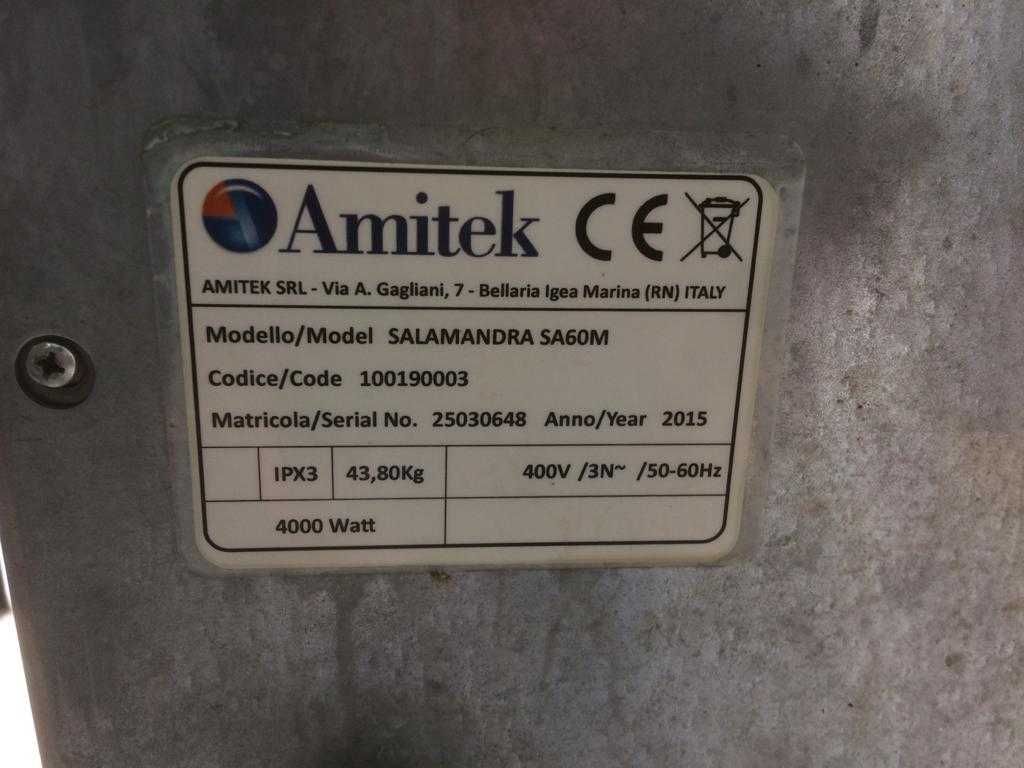 Amitek CE
AMITEK SRL - Via A. Gagliani, 7 - Bellaria Igea Marina (RN) ITALY
Modello/Model SALAMANDRA SA60M
Codice/Code 100190003
Matricola/Serial No. 25030648 Anno/Year 2015
IPX3 43,80Kg 400V /3N~ /50-60Hz
4000 Watt